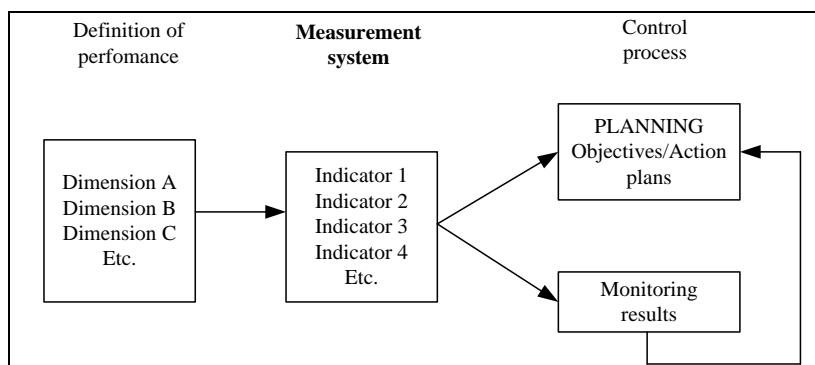 Definition of
perfomance
Measurement
system
Control
process
Dimension A
Dimension B
Dimension C
Etc.
Indicator 1
Indicator 2
Indicator 3
Indicator 4
Etc.
PLANNING
Objectives/Action
plans
Monitoring
results